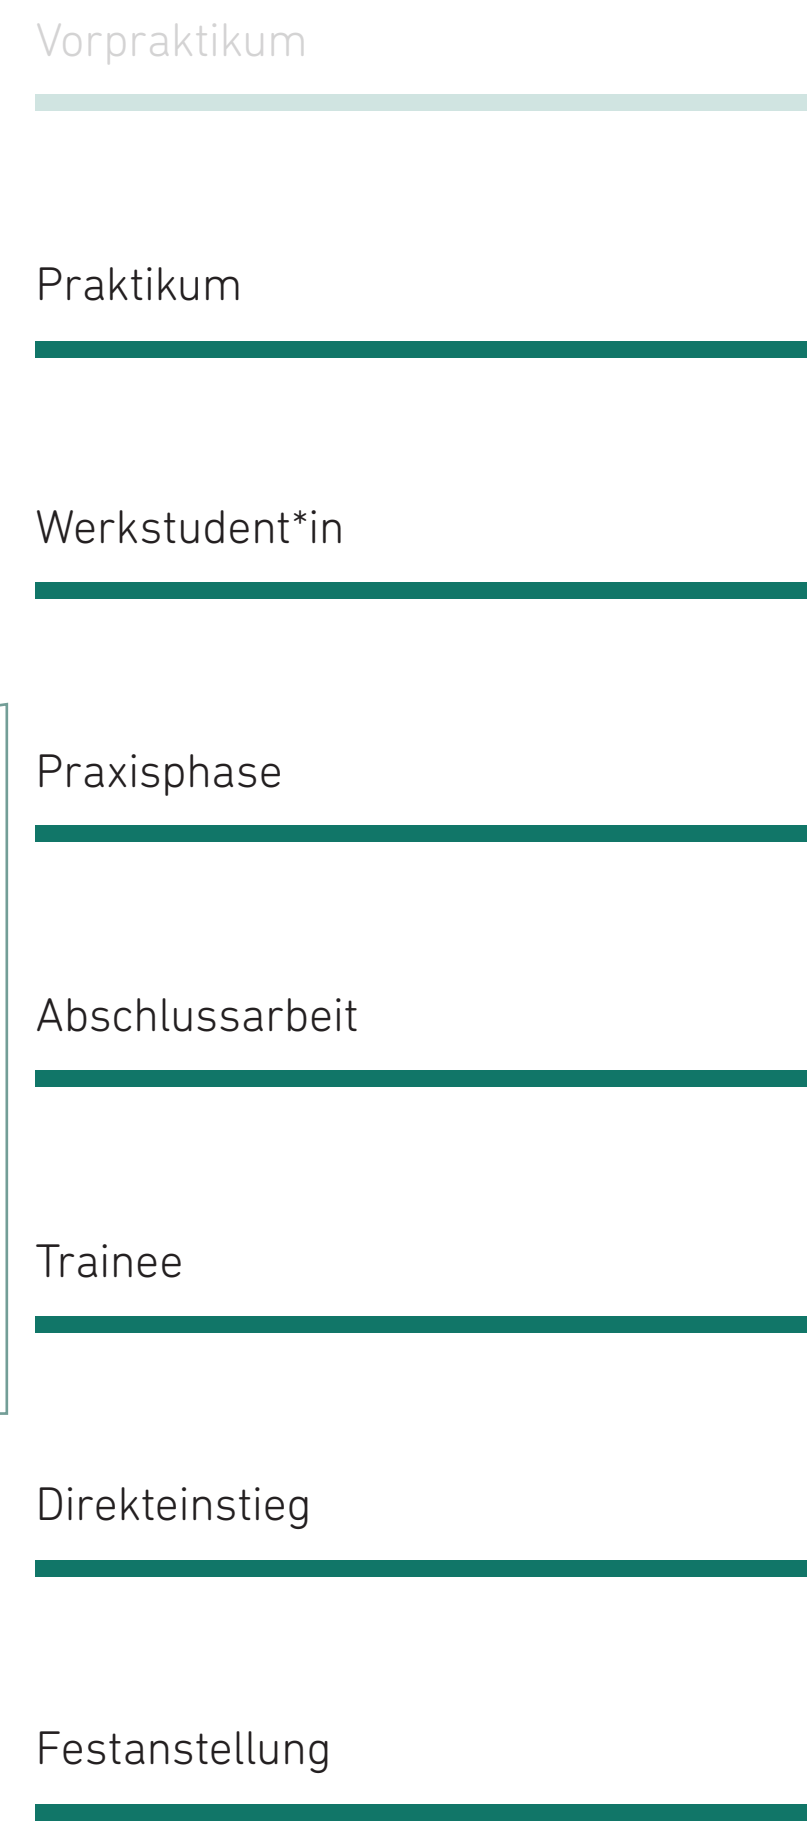 Vorpraktikum
Praktikum
Werkstudent*in
Praxisphase
Abschlussarbeit
Trainee
Direkteinstieg
Festanstellung